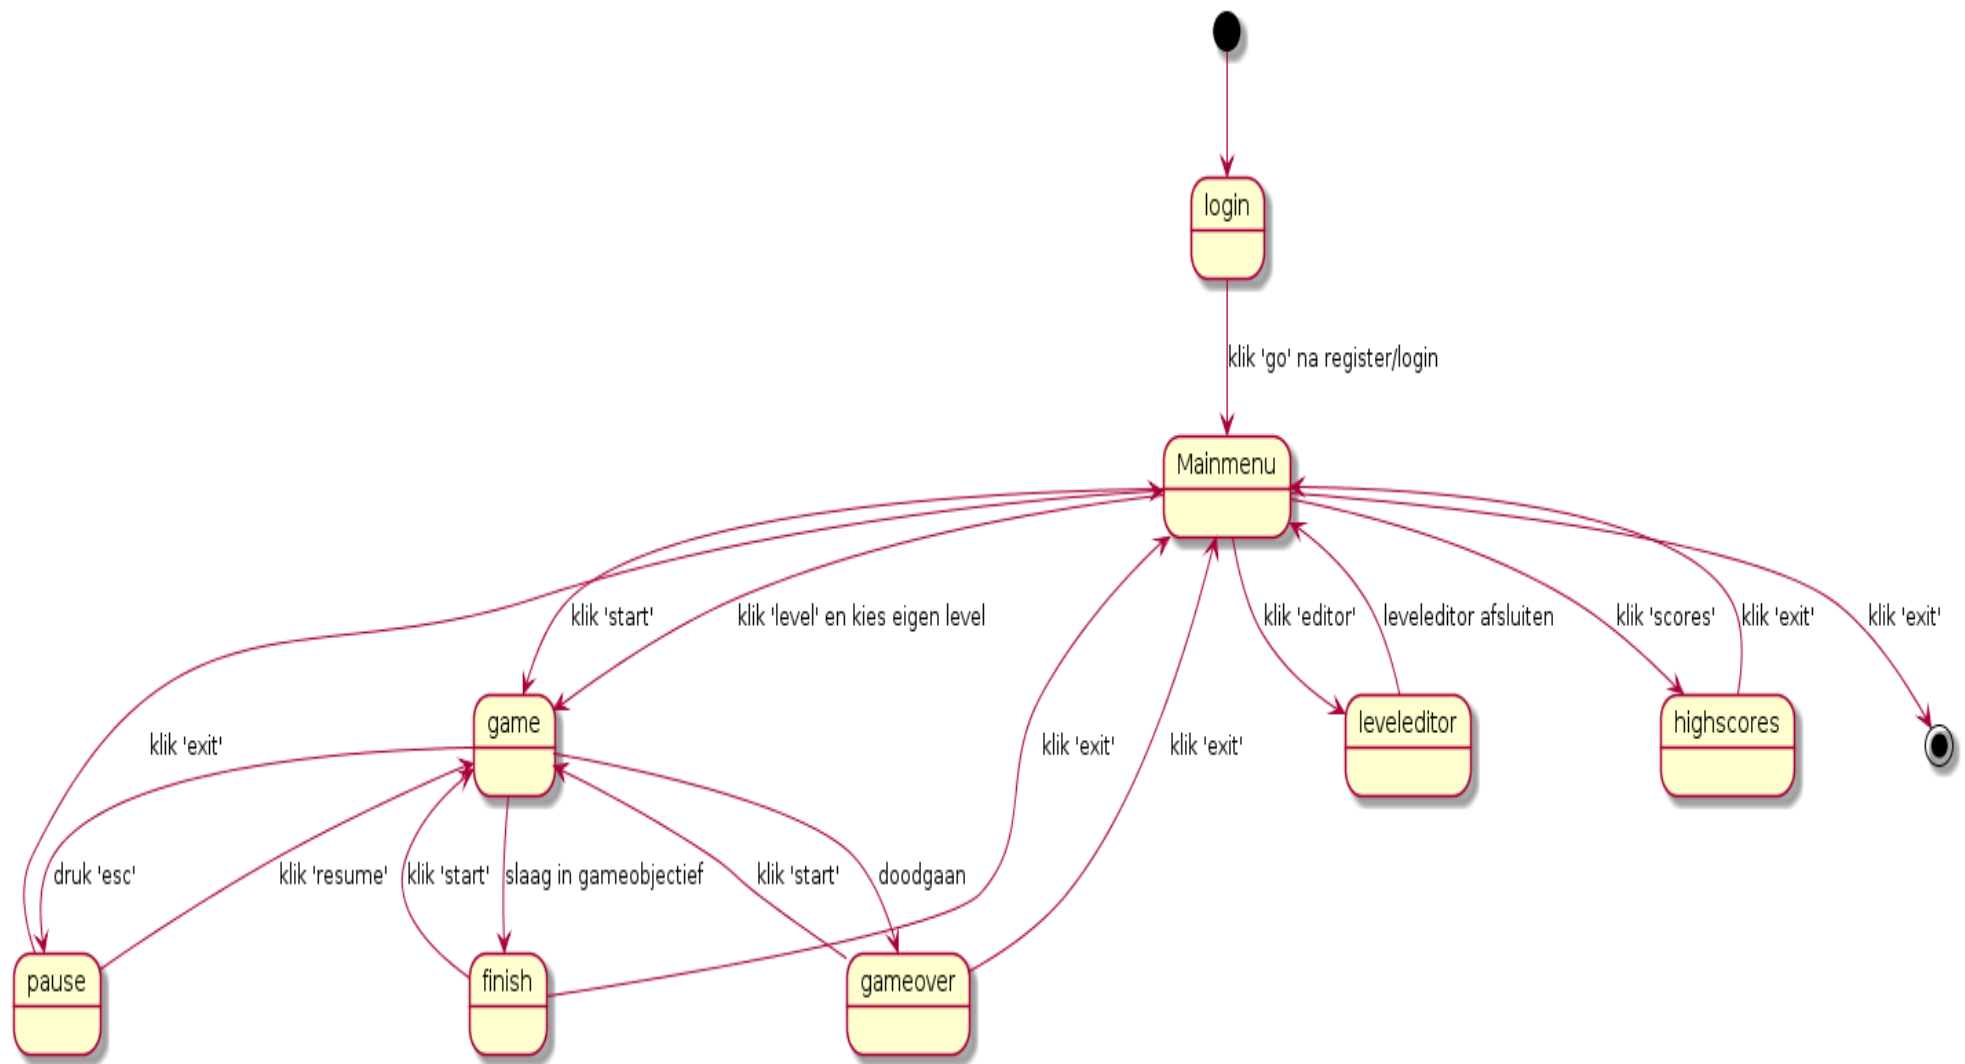 login
klik 'go' na register/login
Mainmenu
klik 'start'
klik 'level' en kies eigen level
klik 'editor'
leveleditor afsluiten
klik 'scores'
klik 'exit'
klik 'exit'
game
leveleditor
highscores
klik 'exit'
klik 'exit'
klik 'exit'
druk 'esc'
klik 'resume'
klik 'start'
slaag in gameobjectief
klik 'start'
doodgaan
pause
finish
gameover